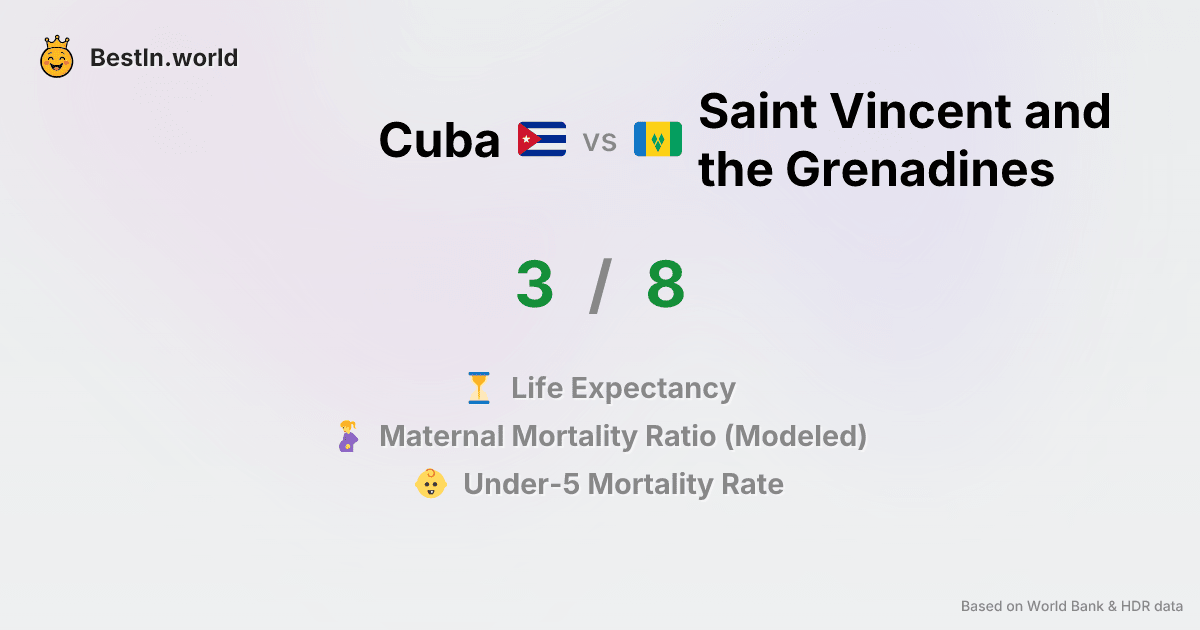 BestIn.world
Cuba vs Saint Vincent and
the Grenadines
3 / 8
Life Expectancy
Maternal Mortality Ratio (Modeled)
Under-5 Mortality Rate
Based on World Bank & HDR data